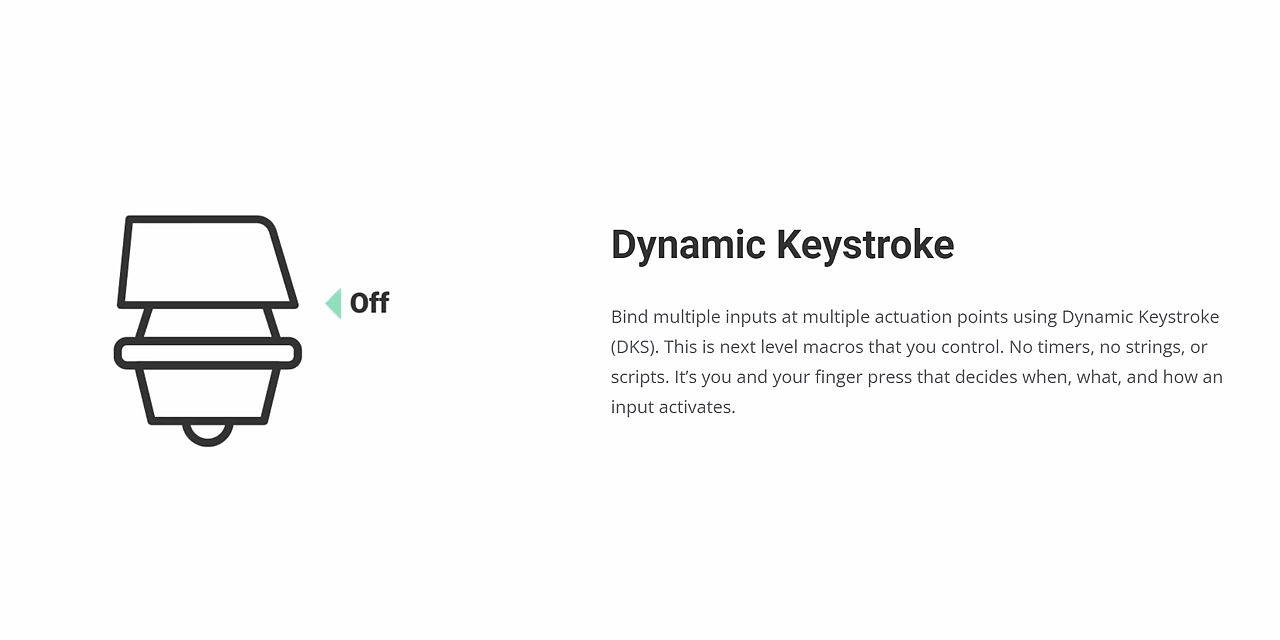 Off
Dynamic Keystroke
Bind multiple inputs at multiple actuation points using Dynamic Keystroke
(DKS). This is next level macros that you control. No timers, no strings, or
scripts. It’s you and your finger press that decides when, what, and how an
input activates.